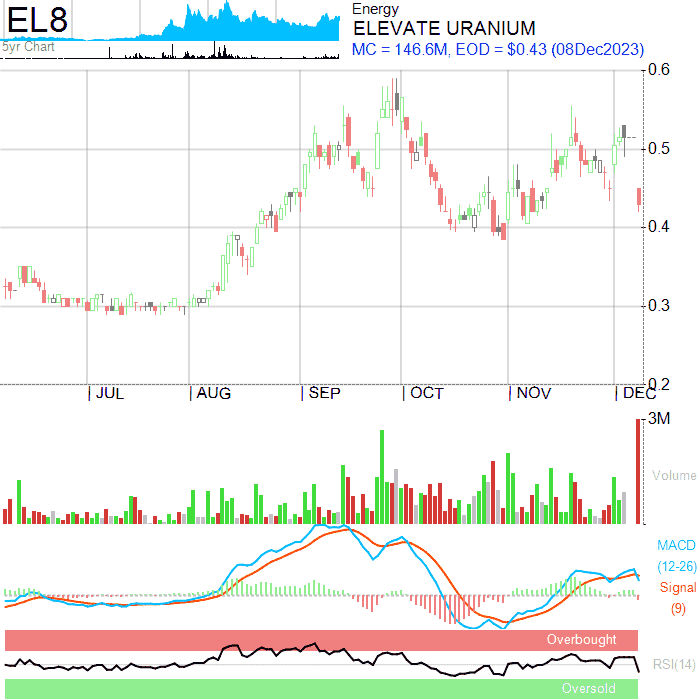 EL8
5yr Chart
Energy
ELEVATE URANIUM
MC = 146.6M, EOD = $0.43 (08Dec2023)
0.6
0.5
0.4
0.3
0.2
JUL AUG SEP OCT NOV DEC
3M
Volume
MACD
(12-26)
Signal
(9)
Overbought
RSI(14)
Oversold